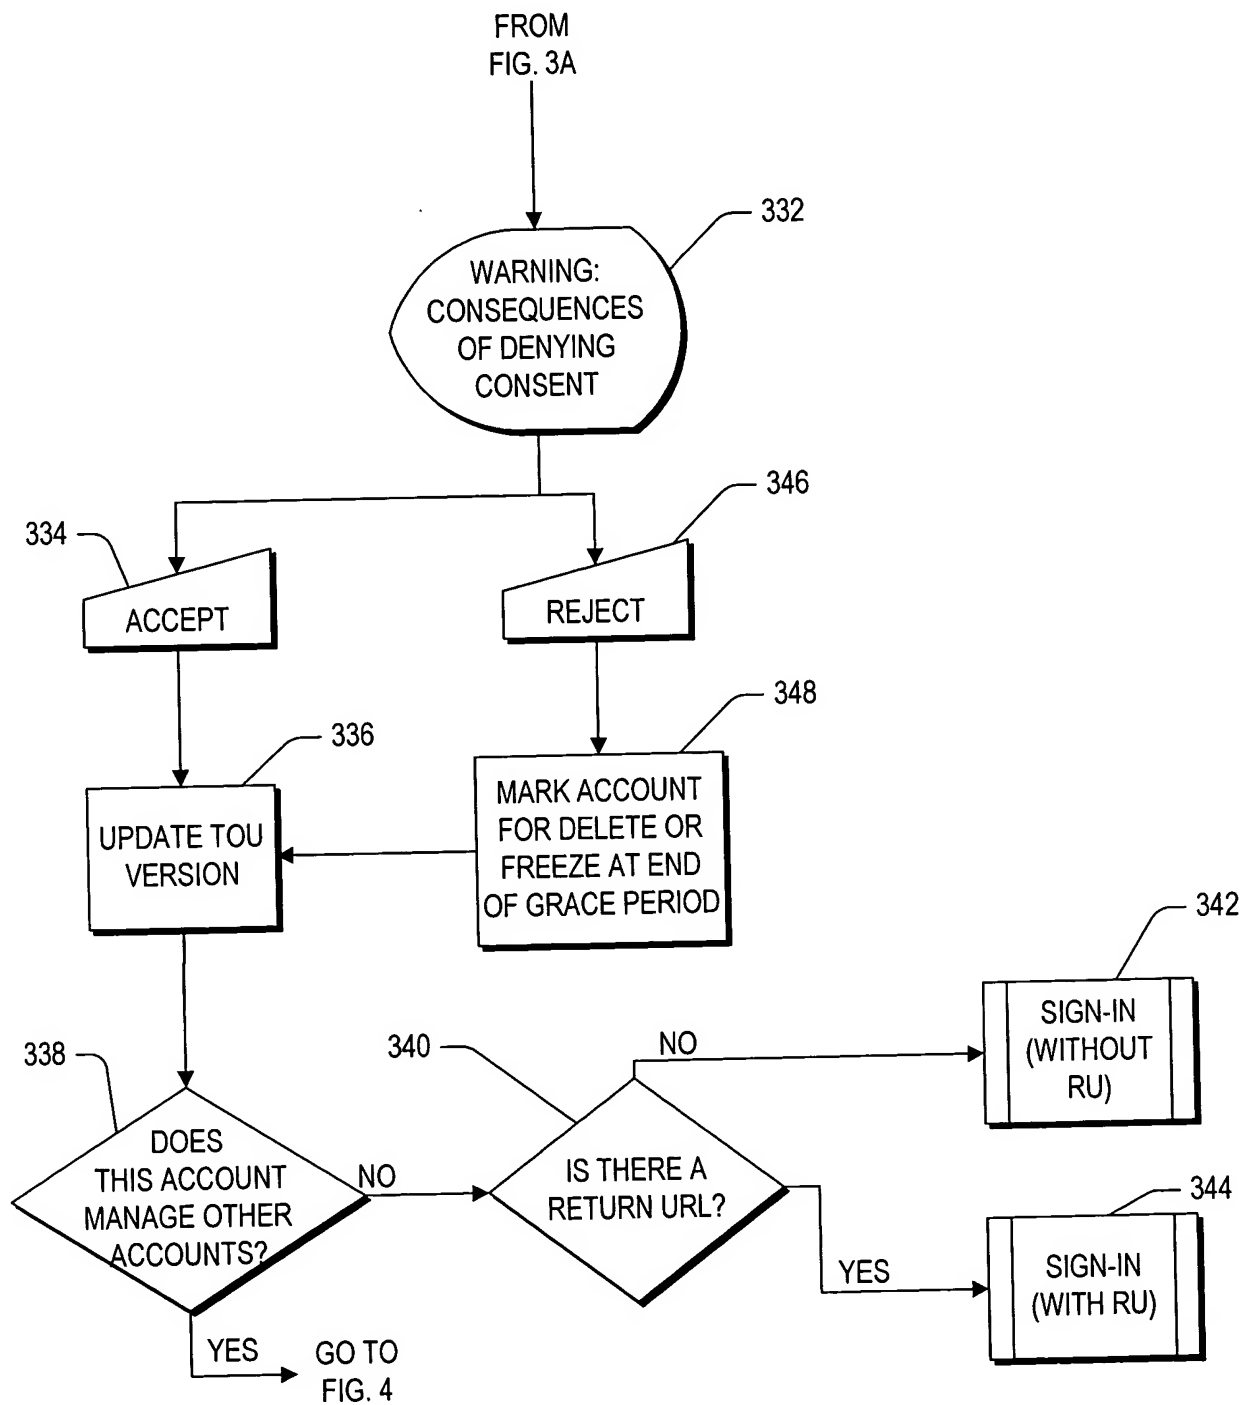 FROM
FIG. 3A
332
WARNING:
CONSEQUENCES
OF DENYING
CONSENT
346
334
ACCEPT
REJECT
348
336
MARK ACCOUNT
FOR DELETE OR
FREEZE AT END
OF GRACE PERIOD
UPDATE TOU
VERSION
342
SIGN-IN
(WITHOUT
RU)
338
340
NO
DOES
THIS ACCOUNT
MANAGE OTHER
ACCOUNTS?
NO
IS THERE A
RETURN URL?
344
YES
SIGN-IN
(WITH RU)
YES
GO TO
FIG. 4